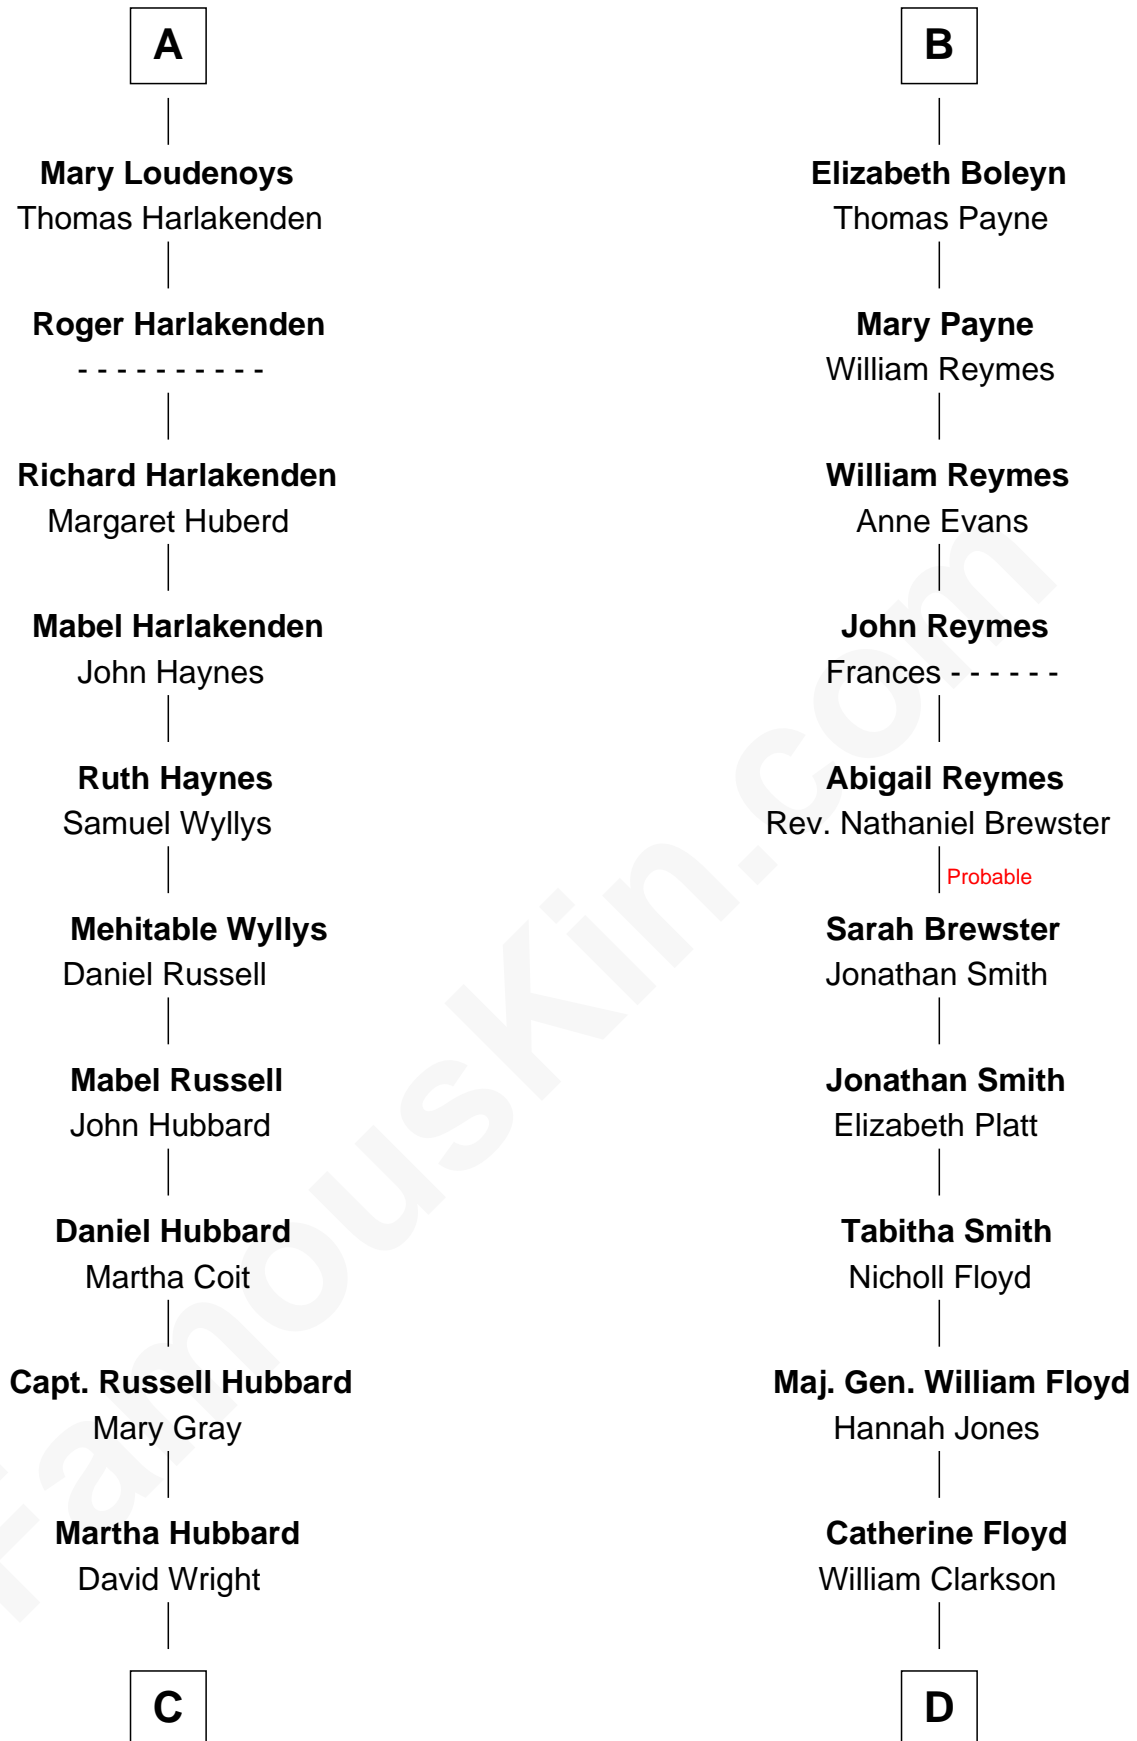 A
Mary Loudenoys
Thomas Harlakenden
Roger Harlakenden
- - - - - - - - - -
Richard Harlakenden
Margaret Huberd
Mabel Harlakenden
John Haynes
Ruth Haynes
Samuel Wyllys
Mehitable Wyllys
Daniel Russell
Mabel Russell
John Hubbard
Daniel Hubbard
Martha Coit
Capt. Russell Hubbard
Mary Gray
Martha Hubbard
David Wright
C
B
Elizabeth Boleyn
Thomas Payne
Mary Payne
William Reymes
William Reymes
Anne Evans
John Reymes
Frances - - - - - -
Abigail Reymes
Rev. Nathaniel Brewster
Probable
Sarah Brewster
Jonathan Smith
Jonathan Smith
Elizabeth Platt
Tabitha Smith
Nicholl Floyd
Maj. Gen. William Floyd
Hannah Jones
Catherine Floyd
William Clarkson
D
FamousKin.com